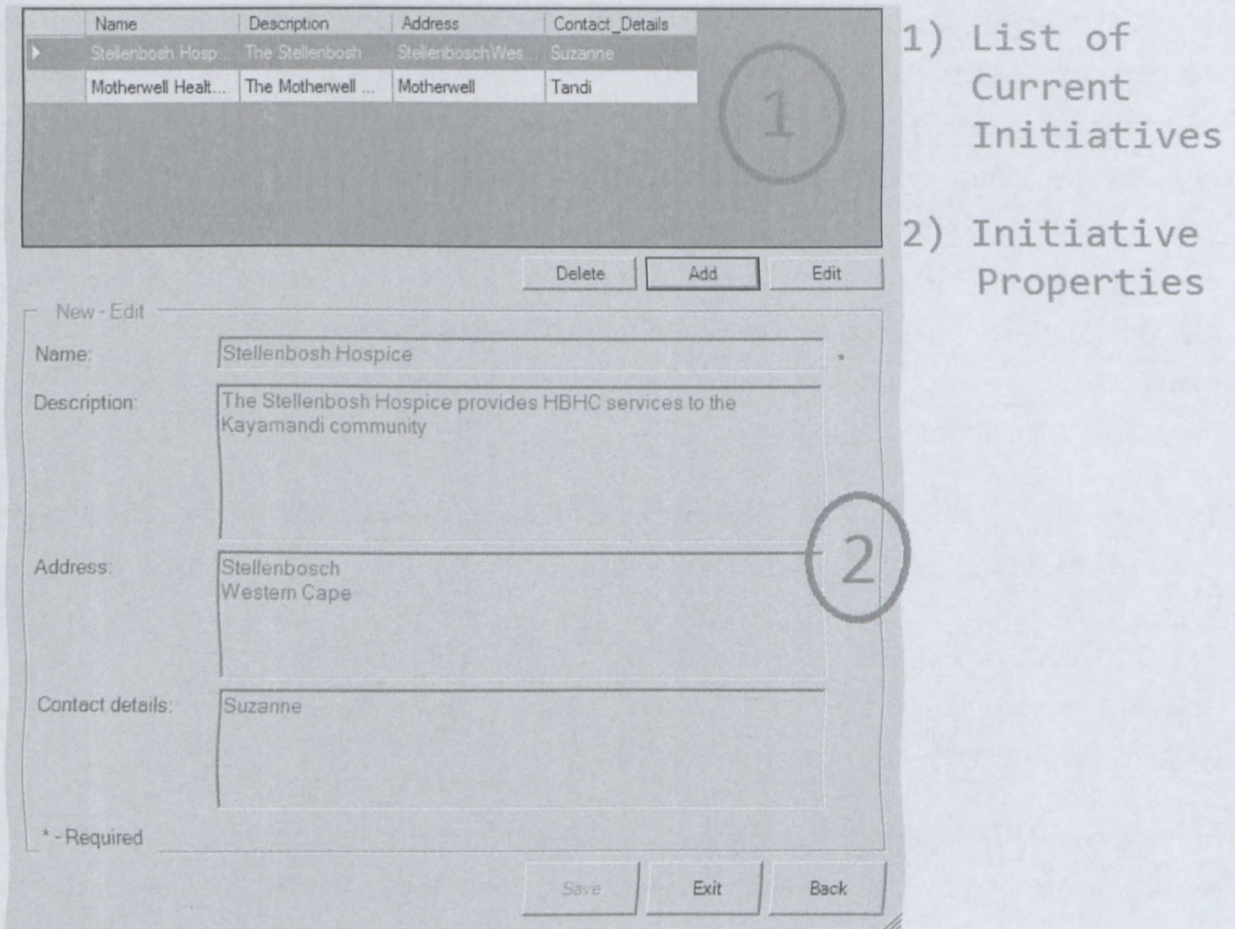 Name Description Address Contact_Details
Stellenbosh Hosp... The Stellenbosh StellenboschWes... Suzanne
Motherwell Healt... The Motherwell ... Motherwell Tandi
1
1) List of
Current
Initiatives
2) Initiative
Properties
Delete Add Edit
New - Edit
Name: Stellenbosh Hospice *
Description: The Stellenbosh Hospice provides HBHC services to the
Kayamandi community
2
Address: Stellenbosch
Western Cape
Contact details: Suzanne
* - Required
Save Exit Back